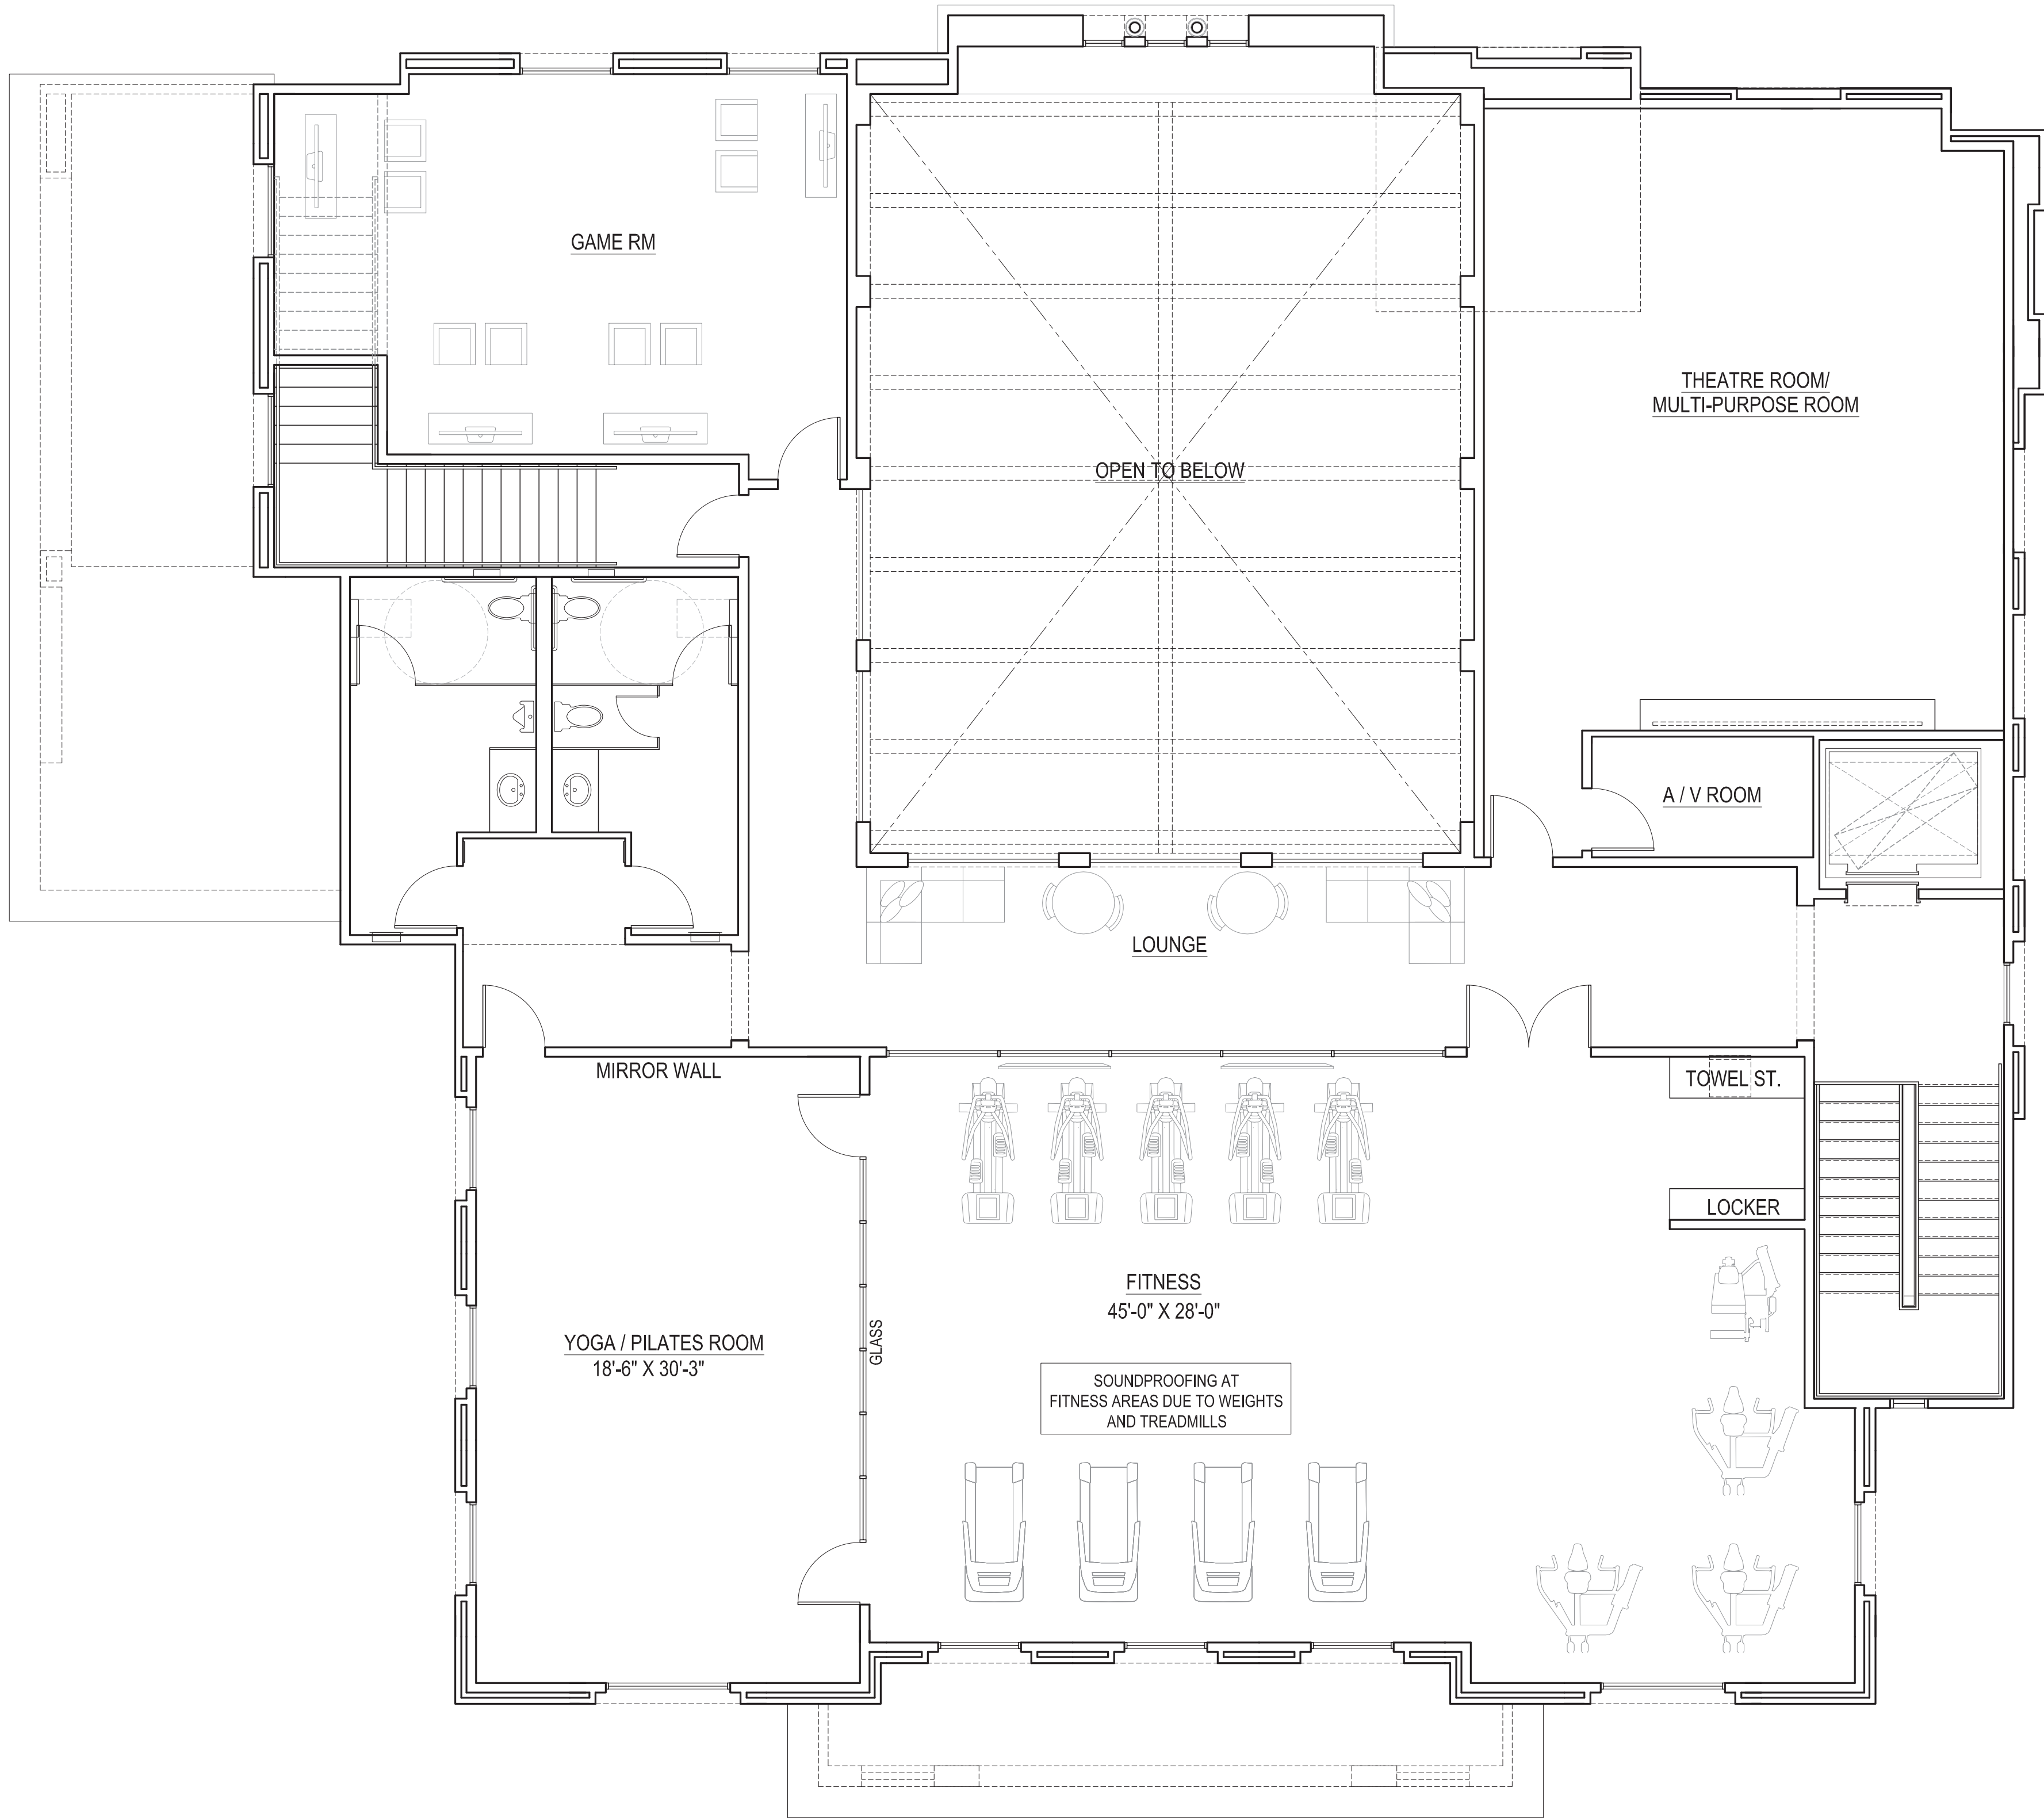 GAME RM
THEATRE ROOM/
MULTI-PURPOSE ROOM
OPEN TO BELOW
A / V ROOM
LOUNGE
MIRROR WALL
TOWEL ST.
LOCKER
FITNESS
45'-0" X 28'-0"
GLASS
YOGA / PILATES ROOM
18'-6" X 30'-3"
SOUNDPROOFING AT
FITNESS AREAS DUE TO WEIGHTS
AND TREADMILLS